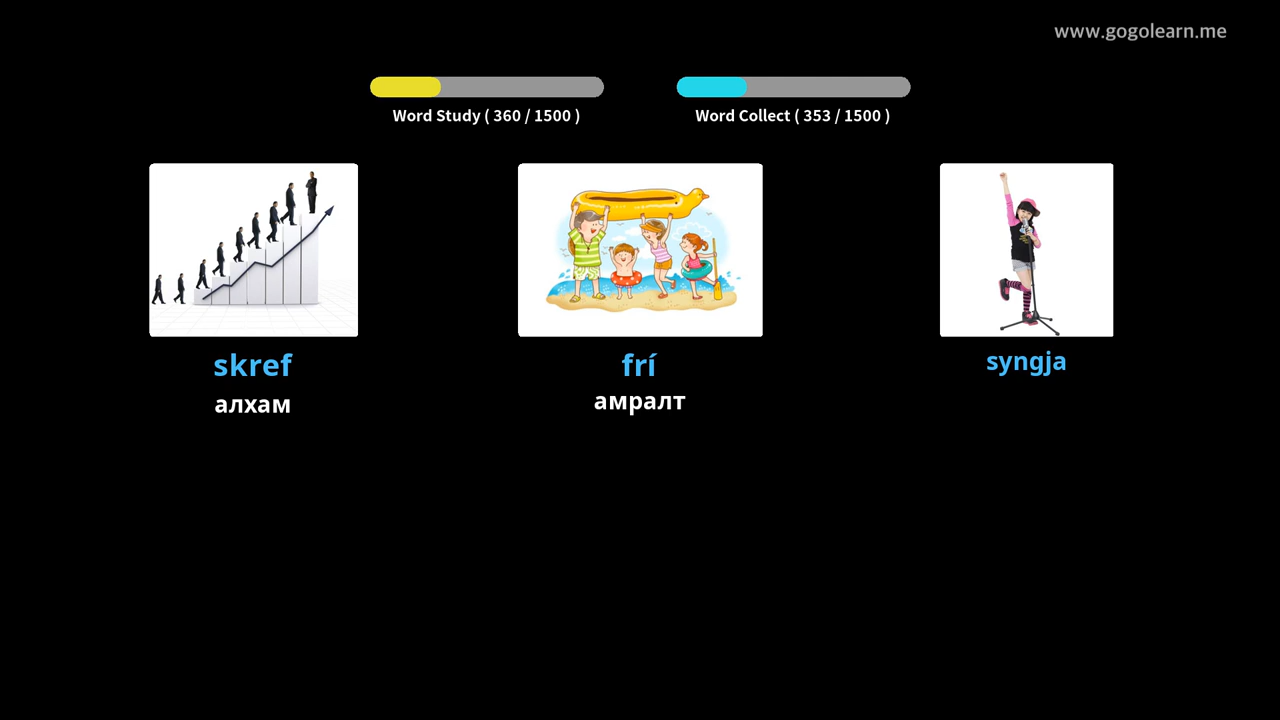 www.gogolearn.me
Word Study ( 360 / 1500 )
Word Collect ( 353 / 1500 )
skref
алхам
frí
амралт
syngja